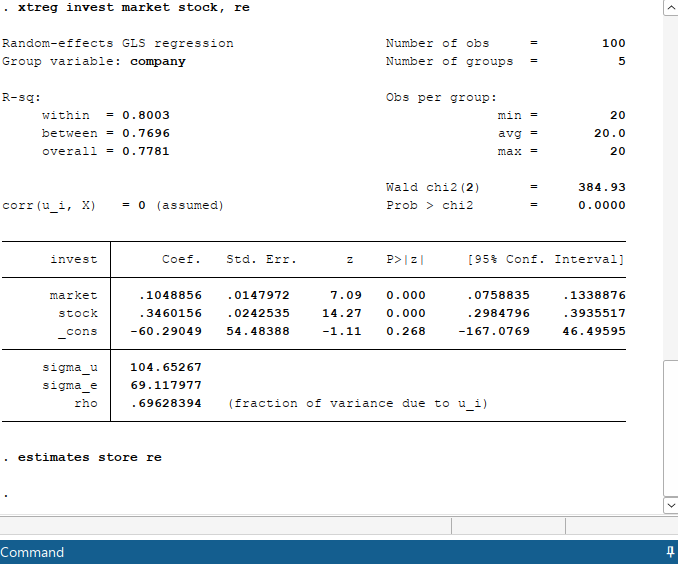 . xtreg invest market stock, re
Random-effects GLS regression                   Number of obs     =        100
Group variable: company                         Number of groups  =          5
R-sq:                                           Obs per group:
     within  = 0.8003                                         min =         20
     between = 0.7696                                         avg =       20.0
     overall = 0.7781                                         max =         20
                                                Wald chi2(2)      =     384.93
corr(u_i, X)   = 0 (assumed)                    Prob > chi2       =     0.0000
      invest |      Coef.   Std. Err.      z    P>|z|     [95% Conf. Interval]
      market |   .1048856   .0147972     7.09   0.000     .0758835    .1338876
       stock |   .3460156   .0242535    14.27   0.000     .2984796    .3935517
       _cons |  -60.29049   54.48388    -1.11   0.268    -167.0769    46.49595
     sigma_u |  104.65267
     sigma_e |  69.117977
         rho |  .69628394   (fraction of variance due to u_i)
. estimates store re
.
Command